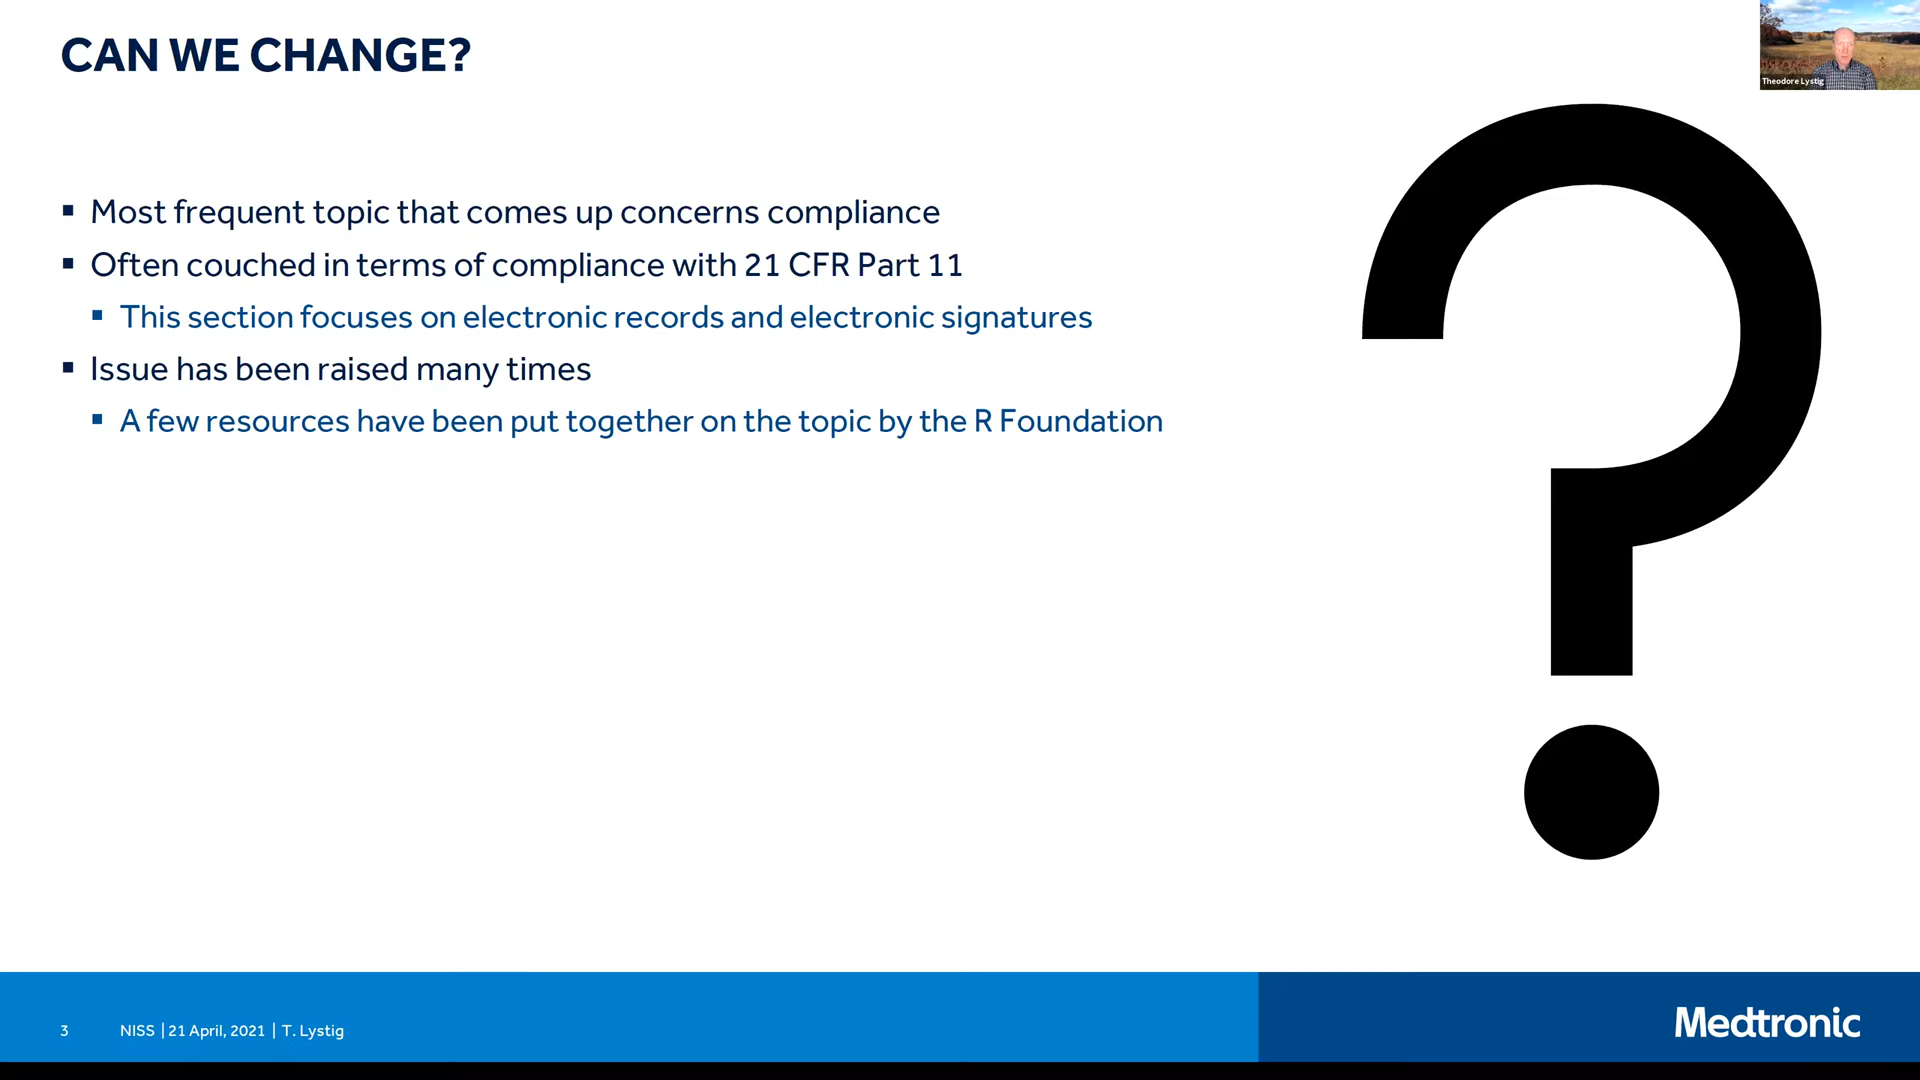 CAN WE CHANGE?
Theodore Lystig
Most frequent topic that comes up concerns compliance
Often couched in terms of compliance with 21 CFR Part 11
This section focuses on electronic records and electronic signatures
Issue has been raised many times
A few resources have been put together on the topic by the R Foundation
?
3 NISS | 21 April, 2021 | T. Lystig
Medtronic